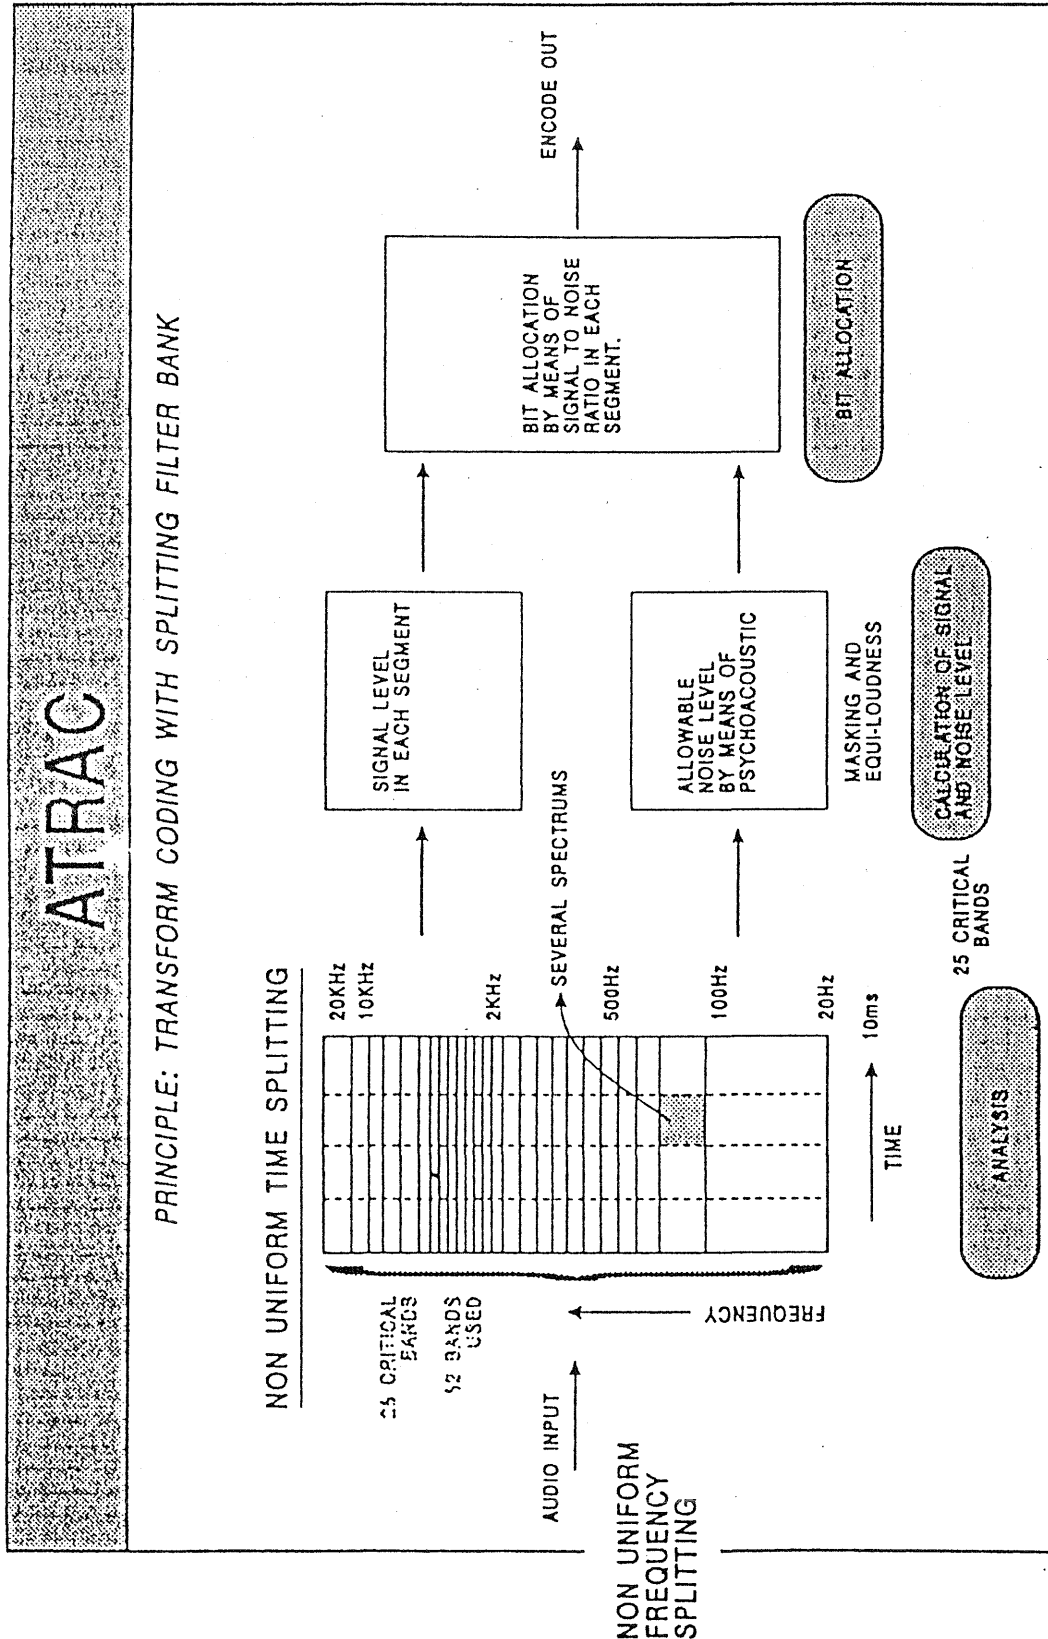 ATRAC
PRINCIPLE: TRANSFORM CODING WITH SPLITTING FILTER BANK
NON UNIFORM TIME SPLITTING
CRITICAL
BANDS
BANDS
USED
AUDIO INPUT
NON UNIFORM
FREQUENCY
SPLITTING
FREQUENCY
20KHz
10KHz
2KHz
500Hz
100Hz
20Hz
SEVERAL SPECTRUMS
TIME
10ms
ANALYSIS
25 CRITICAL
BANDS
SIGNAL LEVEL
IN EACH SEGMENT
ALLOWABLE
NOISE LEVEL
BY MEANS OF
PSYCHOACOUSTIC
MASKING AND
EQUI-LOUDNESS
CALCULATION OF SIGNAL
AND NOISE LEVEL
BIT ALLOCATION
BY MEANS OF
SIGNAL TO NOISE
RATIO IN EACH
SEGMENT.
BIT ALLOCATION
ENCODE OUT